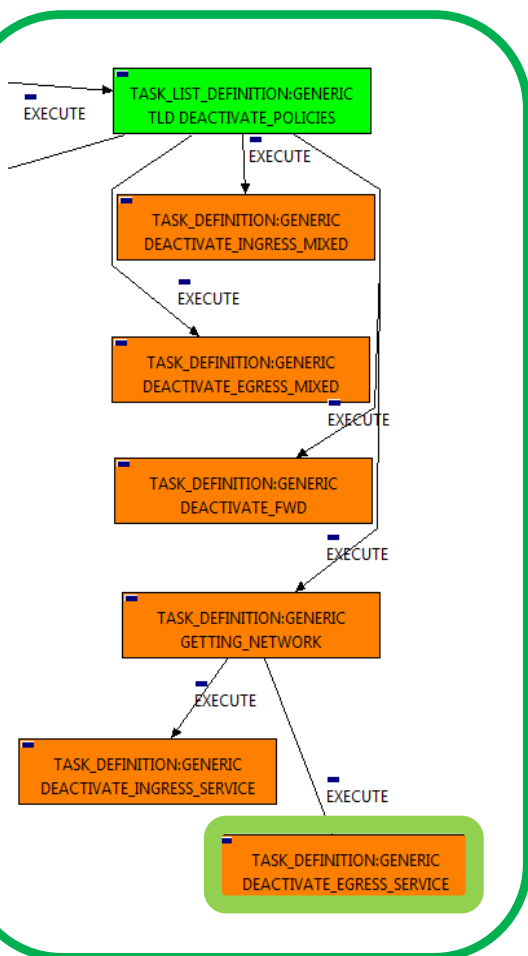 TASK_LIST_DEFINITION:GENERIC
TLD DEACTIVATE_POLICIES
EXECUTE
EXECUTE
TASK_DEFINITION:GENERIC
DEACTIVATE_INGRESS_MIXED
EXECUTE
TASK_DEFINITION:GENERIC
DEACTIVATE_EGRESS_MIXED
EXECUTE
TASK_DEFINITION:GENERIC
DEACTIVATE_FWD
EXECUTE
TASK_DEFINITION:GENERIC
GETTING_NETWORK
EXECUTE
TASK_DEFINITION:GENERIC
DEACTIVATE_INGRESS_SERVICE
EXECUTE
TASK_DEFINITION:GENERIC
DEACTIVATE_EGRESS_SERVICE